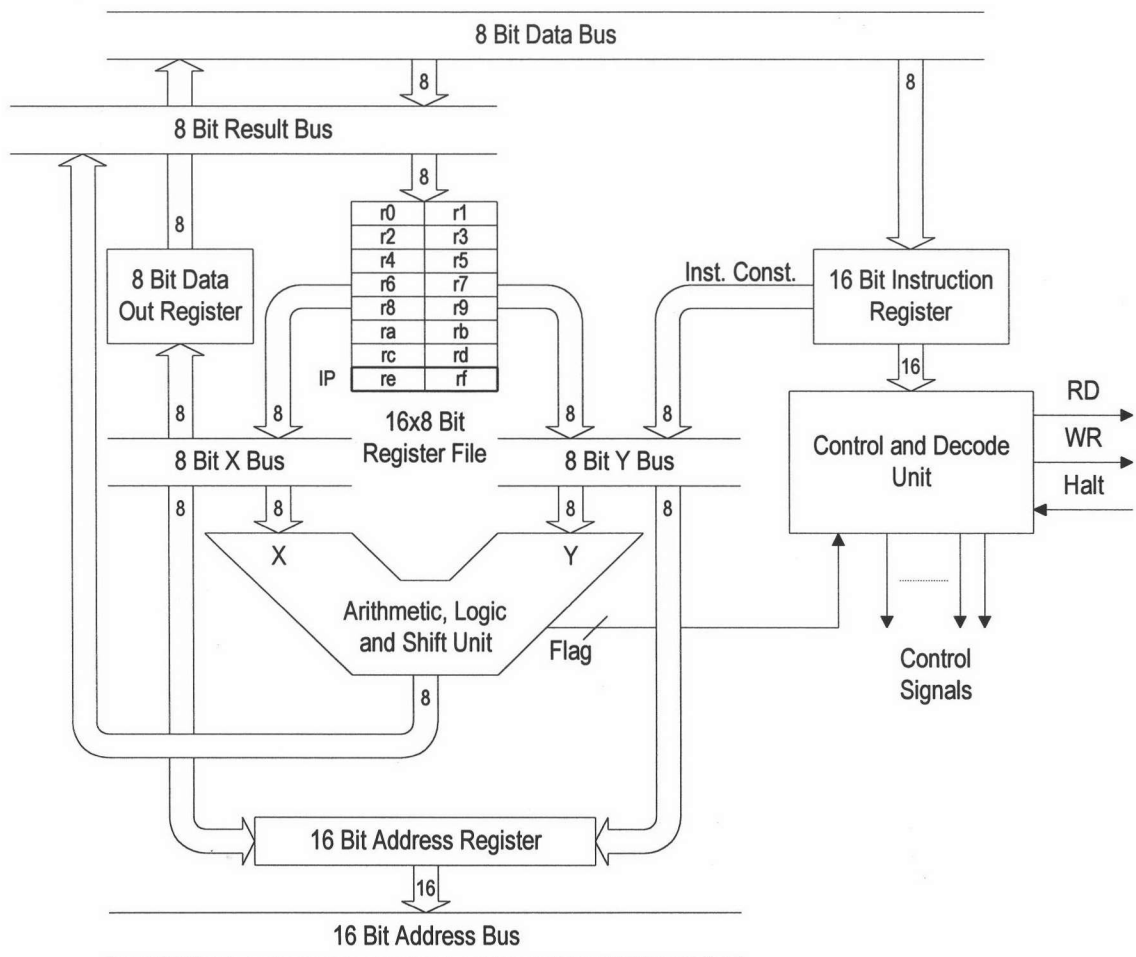 8 Bit Data Bus
8
8
8 Bit Result Bus
8
8
r0 r1
r2 r3
r4 r5
r6 r7
r8 r9
ra rb
rc rd
IP re rf
16x8 Bit
Register File
8 Bit Data
Out Register
Inst. Const.
16 Bit Instruction
Register
16
8
8
8
8
8 Bit X Bus
8 Bit Y Bus
Control and Decode
Unit
RD
WR
Halt
8
8
8
8
X
Y
Arithmetic, Logic
and Shift Unit
Flag
Control
Signals
8
16 Bit Address Register
16
16 Bit Address Bus